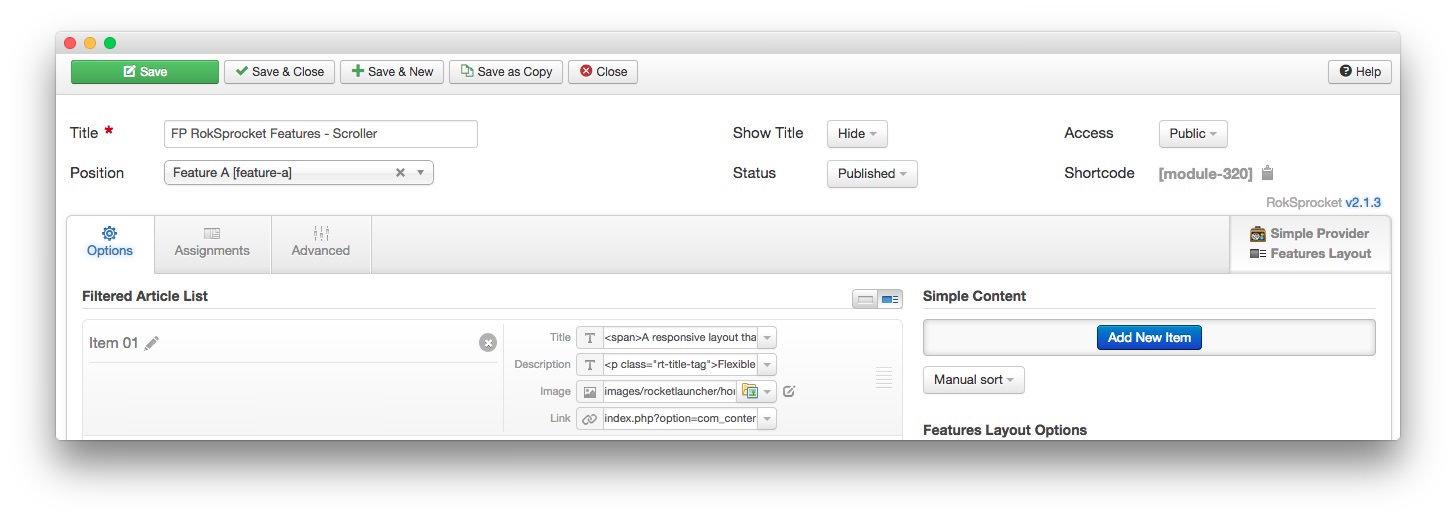 Save
Save & Close
Save & New
Save as Copy
Close
Help
Title *
FP RokSprocket Features - Scroller
Show Title
Hide
Access
Public
Position
Feature A [feature-a]
Status
Published
Shortcode
[module-320]
RokSprocket v2.1.3
Options
Assignments
Advanced
Simple Provider
Features Layout
Filtered Article List
Simple Content
Item 01
Title
<span>A responsive layout tha
Add New Item
Description
<p class="rt-title-tag">Flexible
Manual sort
Image
images/rocketlauncher/ho
Link
index.php?option=com_conter
Features Layout Options